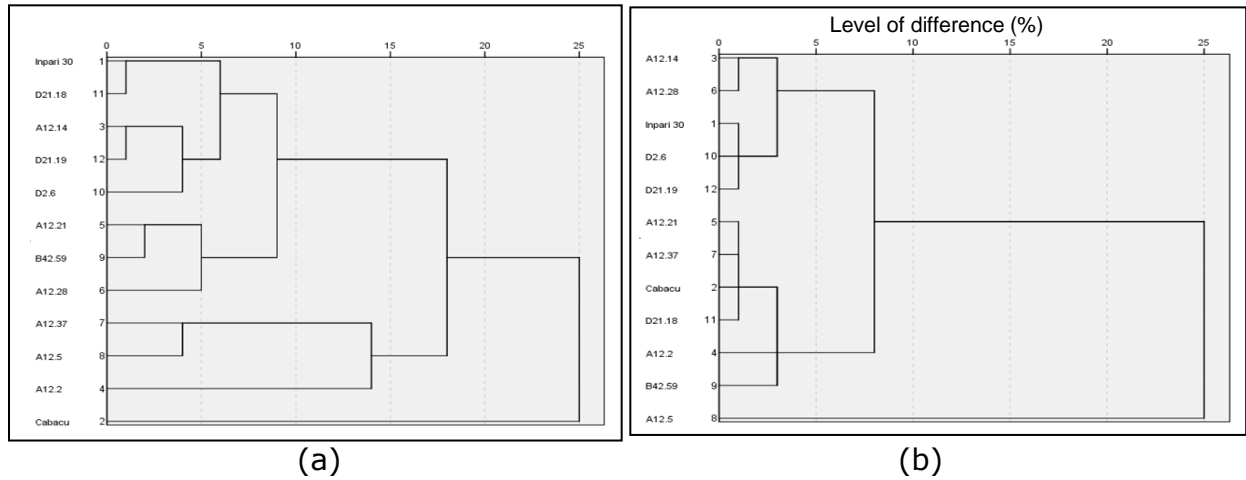 0 5 10 15 20 25
Inpari 30 1
D21.18 11
A12.14 3
D21.19 12
D2.6 10
A12.21 5
B42.59 9
A12.28 6
A12.37 7
A12.5 8
A12.2 4
Cabacu 2
(a)
Level of difference (%)
0 5 10 15 20 25
A12.14 3
A12.28 6
Inpari 30 1
D2.6 10
D21.19 12
A12.21 5
A12.37 7
Cabacu 2
D21.18 11
A12.2 4
B42.59 9
A12.5 8
(b)